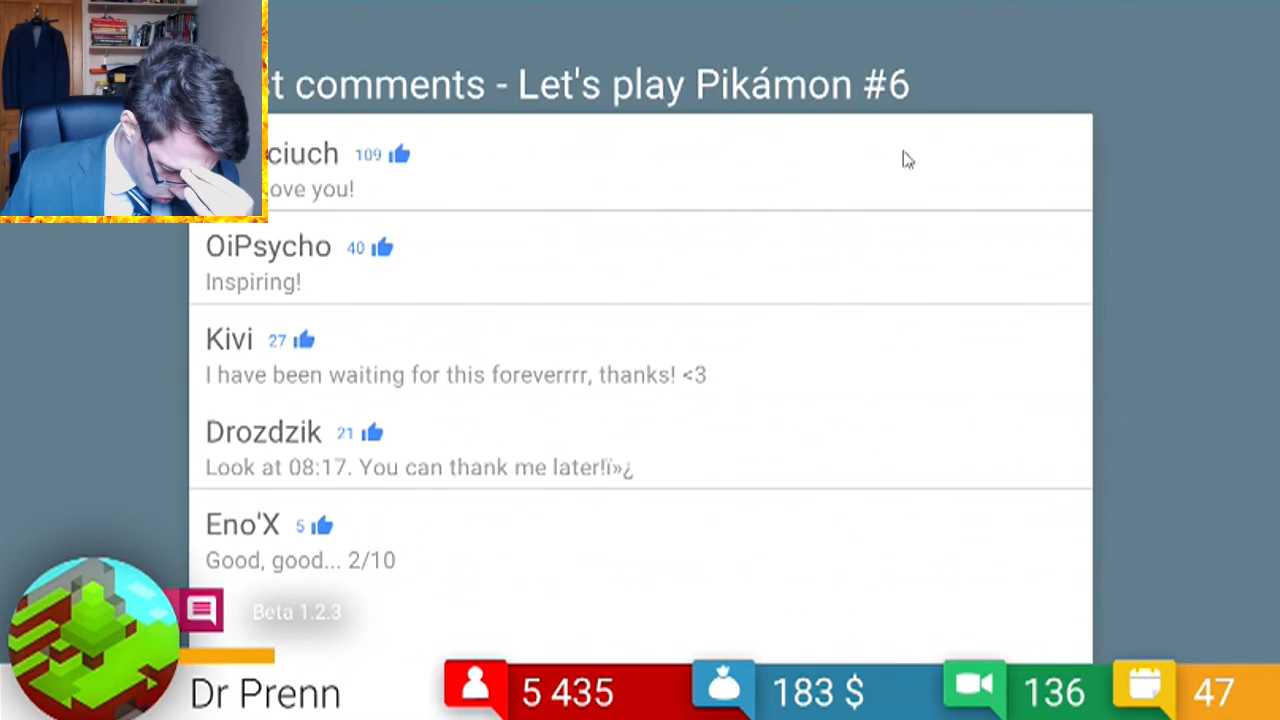 comments - Let's play Pikámon #6
109
you!
OiPsycho 40
Inspiring!
Kivi 27
I have been waiting for this foreverrrr, thanks! <3
Drozdzik 21
Look at 08:17. You can thank me later!ï»¿
Eno'X 5
Good, good... 2/10
Beta 1.2.3
Dr Prenn
5 435
183 $
136
47